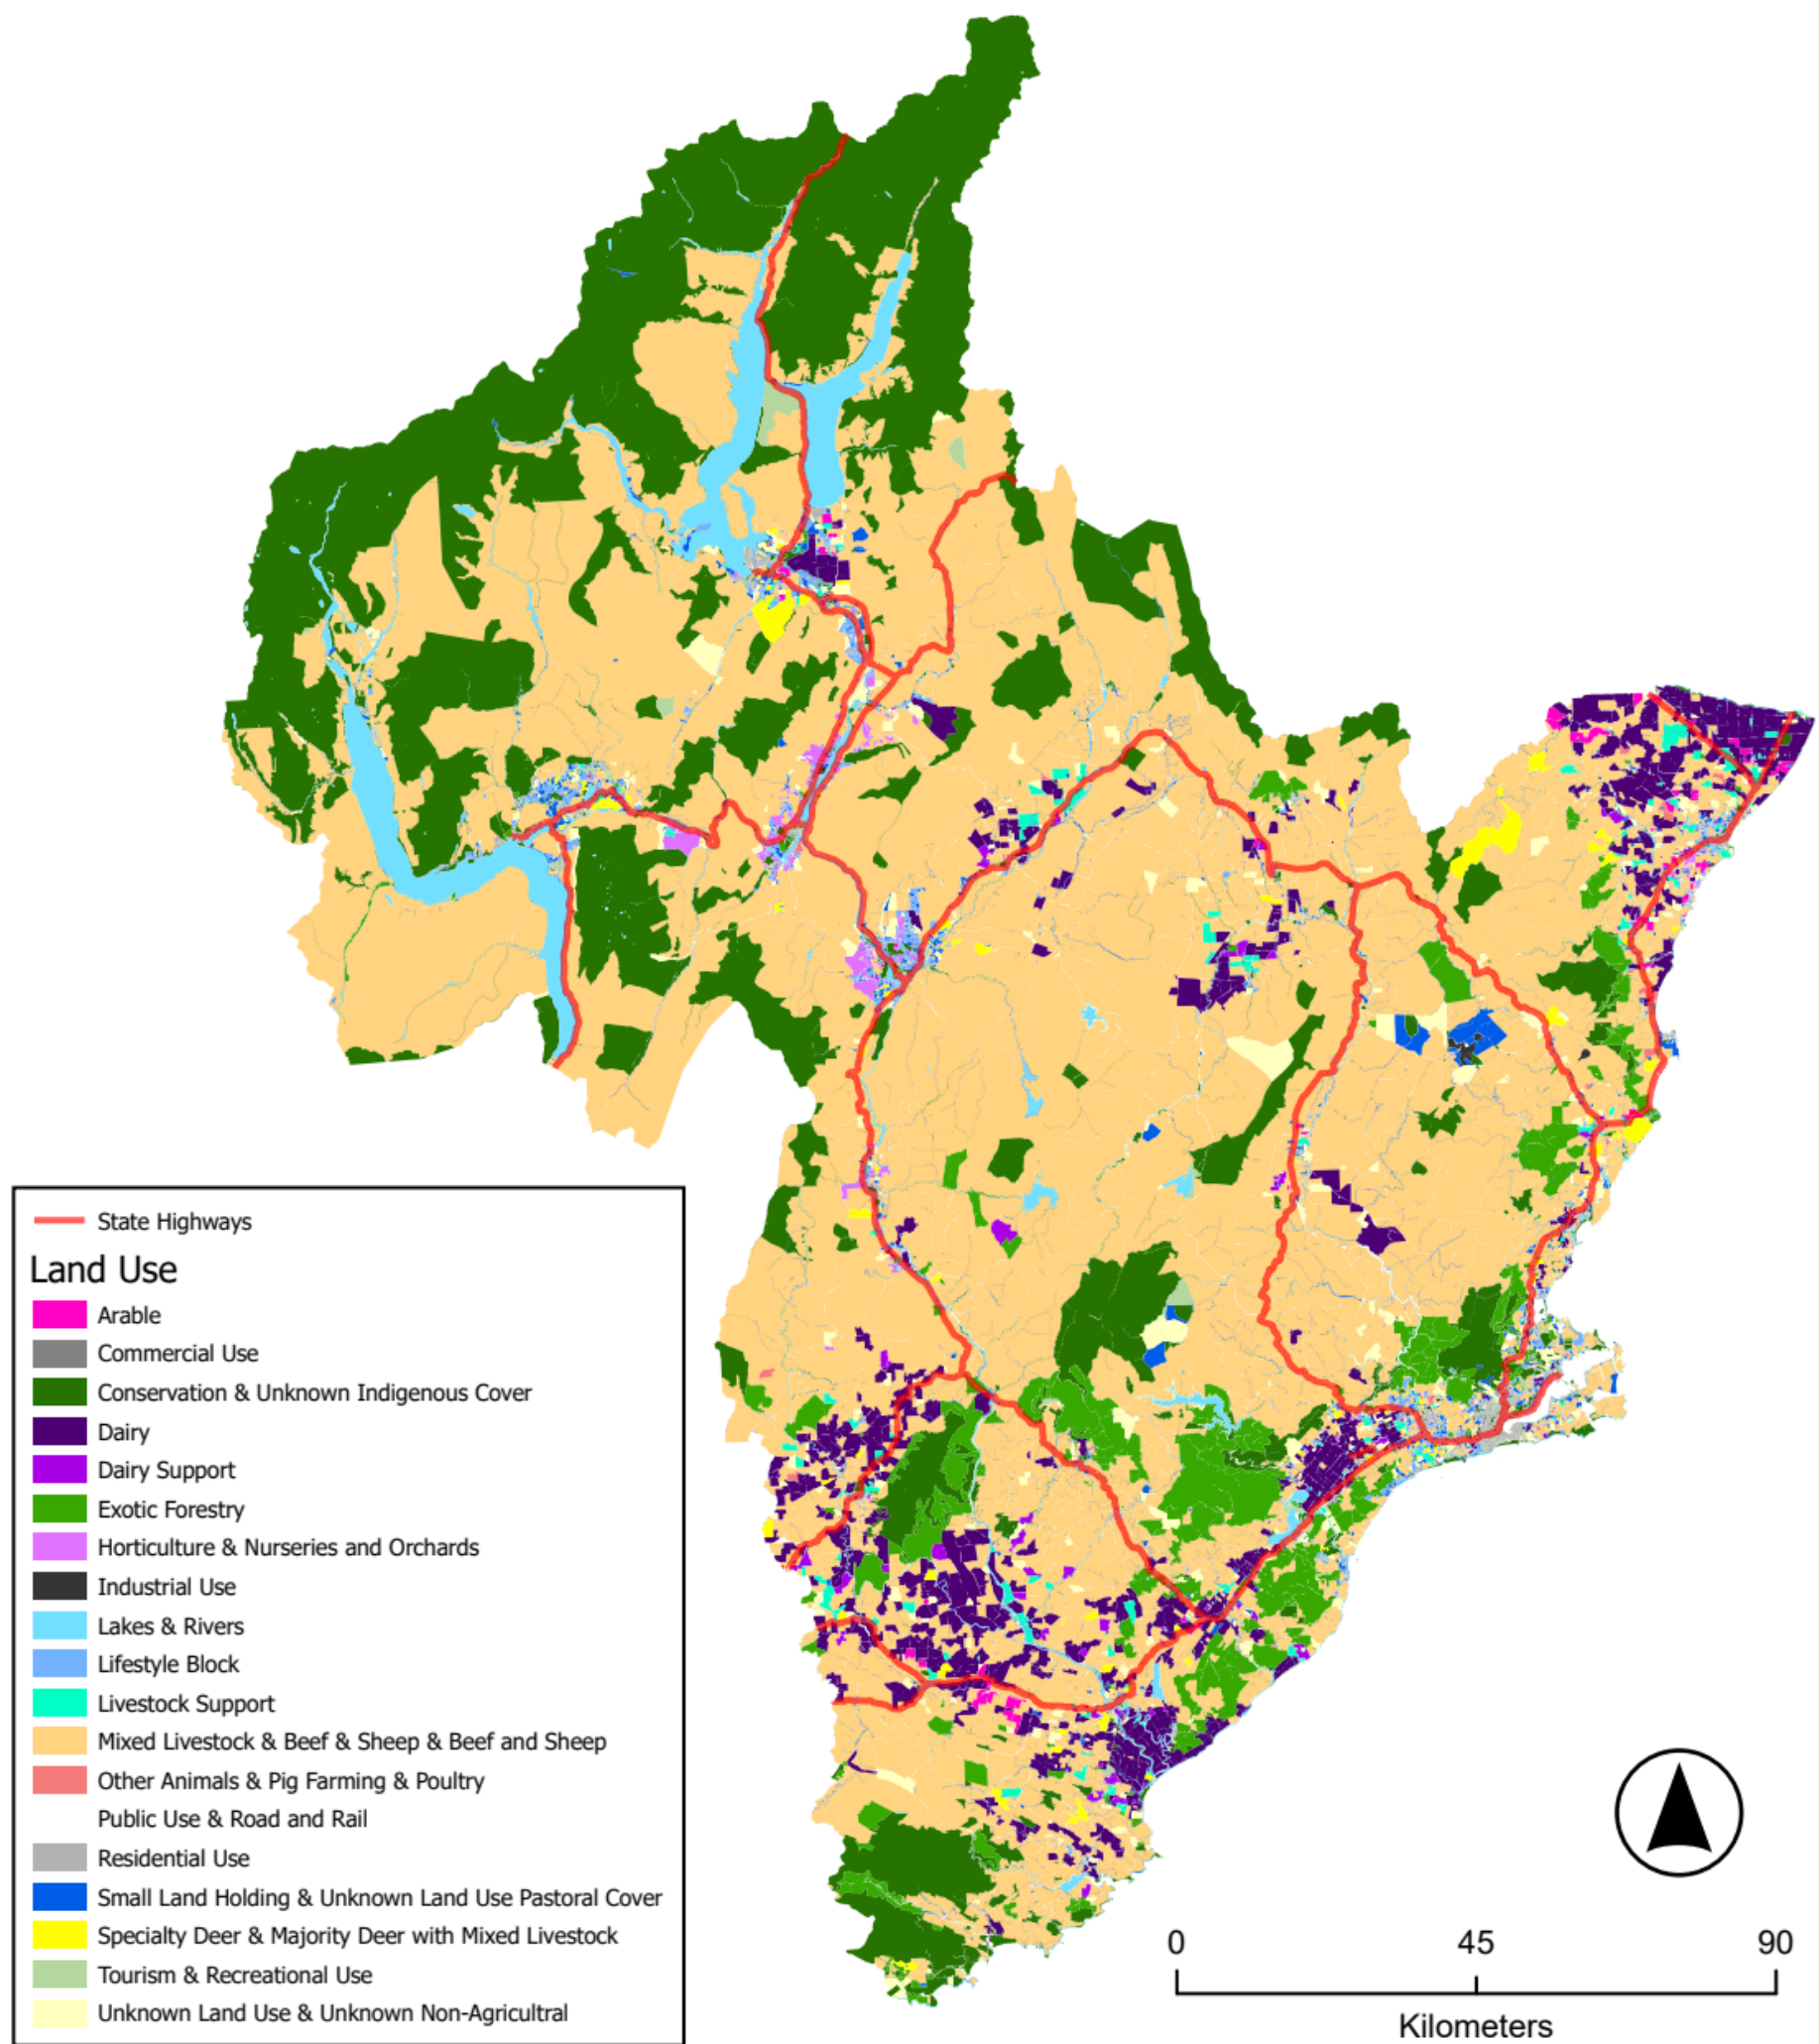 State Highways
Land Use
Arable
Commercial Use
Conservation & Unknown Indigenous Cover
Dairy
Dairy Support
Exotic Forestry
Horticulture & Nurseries and Orchards
Industrial Use
Lakes & Rivers
Lifestyle Block
Livestock Support
Mixed Livestock & Beef & Sheep & Beef and Sheep
Other Animals & Pig Farming & Poultry
Public Use & Road and Rail
Residential Use
Small Land Holding & Unknown Land Use Pastoral Cover
Specialty Deer & Majority Deer with Mixed Livestock
Tourism & Recreational Use
Unknown Land Use & Unknown Non-Agricultral
0 45 90
Kilometers